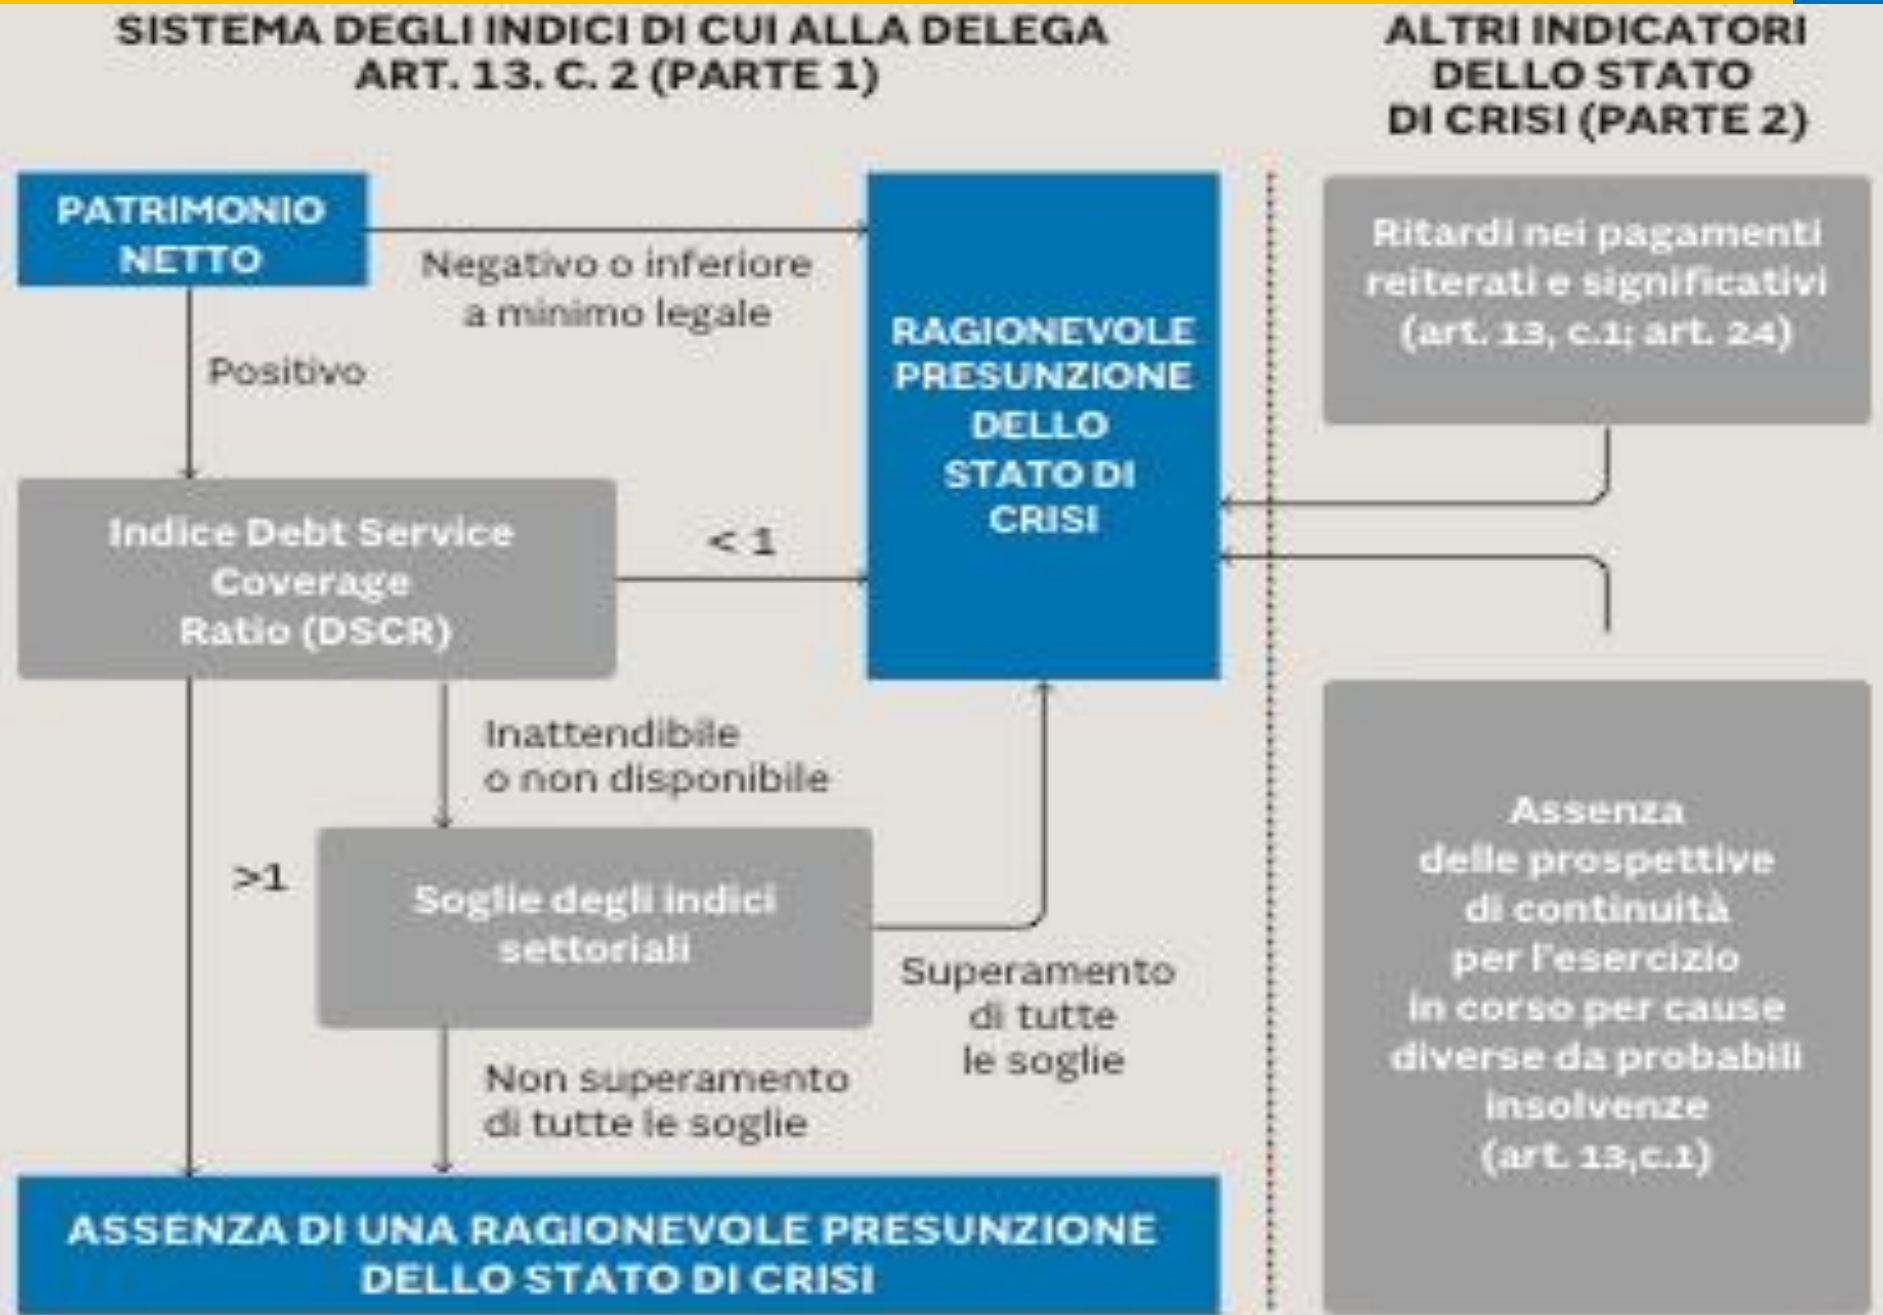 SISTEMA DEGLI INDICI DI CUI ALLA DELEGA
ART. 13. C. 2 (PARTE 1)
PATRIMONIO
NETTO
Negativo o inferiore
a minimo legale
Positivo
RAGIONEVOLE
PRESUNZIONE
DELLO
STATO DI
CRISI
Indice Debt Service
Coverage
Ratio (DSCR)
< 1
Inattendibile
o non disponibile
>1
Soglie degli indici
settoriali
Superamento
di tutte
le soglie
Non superamento
di tutte le soglie
ASSENZA DI UNA RAGIONEVOLE PRESUNZIONE
DELLO STATO DI CRISI
ALTRI INDICATORI
DELLO STATO
DI CRISI (PARTE 2)
Ritardi nei pagamenti
reiterati e significativi
(art. 13, c.1; art. 24)
Assenza
delle prospettive
di continuità
per l'esercizio
in corso per cause
diverse da probabili
insolvenze
(art. 13,c.1)